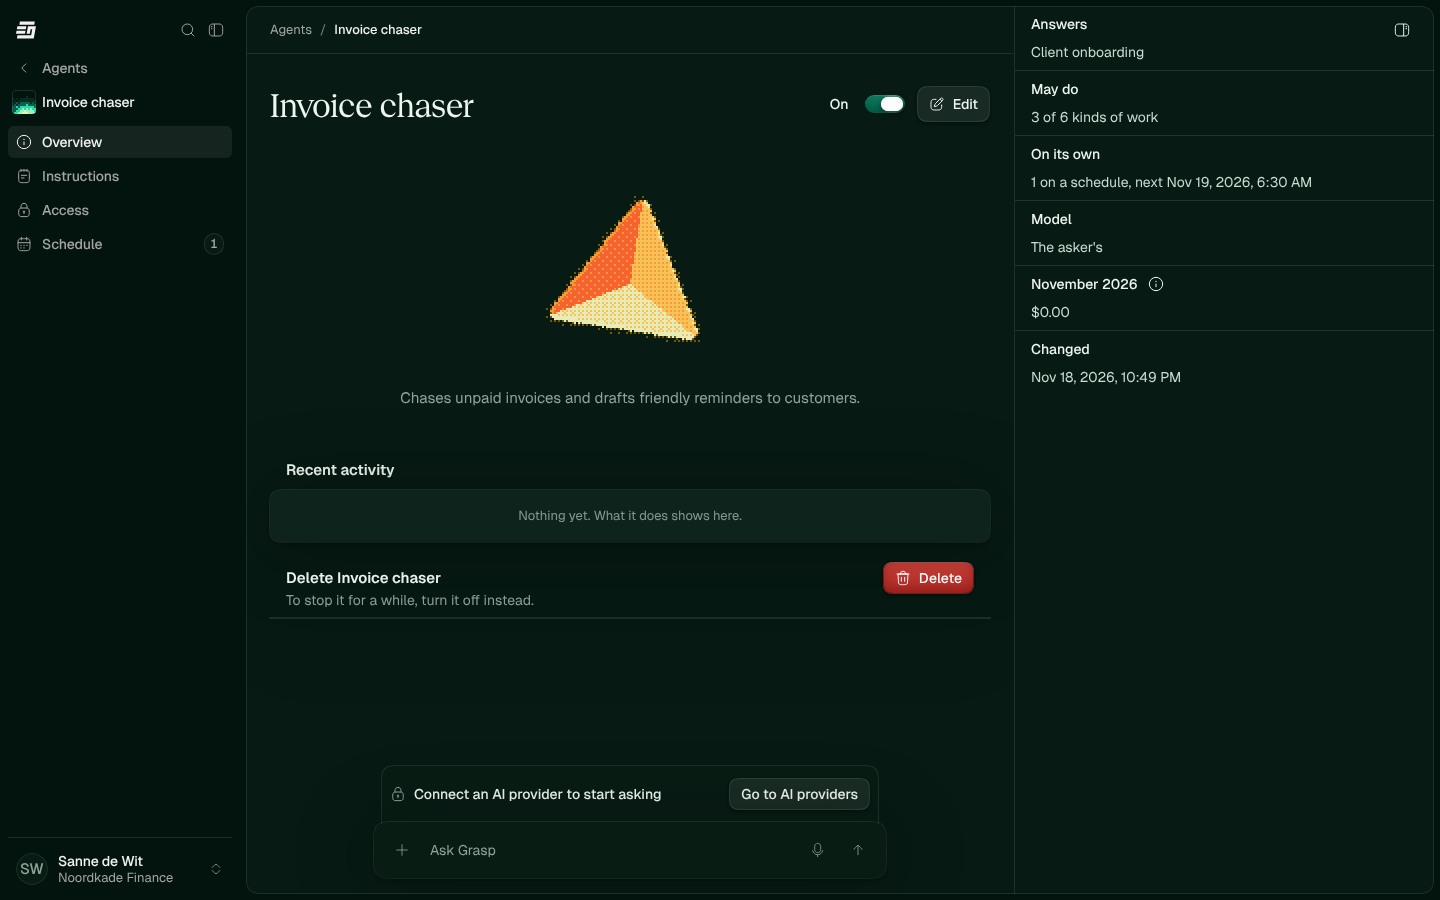 Agents
Invoice chaser
Overview
Instructions
Access
Schedule
1
SW
Sanne de Wit
Noordkade Finance
Agents / Invoice chaser
Invoice chaser
On
Edit
Chases unpaid invoices and drafts friendly reminders to customers.
Recent activity
Nothing yet. What it does shows here.
Delete Invoice chaser
To stop it for a while, turn it off instead.
Delete
Connect an AI provider to start asking
Go to AI providers
Ask Grasp
Answers
Client onboarding
May do
3 of 6 kinds of work
On its own
1 on a schedule, next Nov 19, 2026, 6:30 AM
Model
The asker's
November 2026
$0.00
Changed
Nov 18, 2026, 10:49 PM